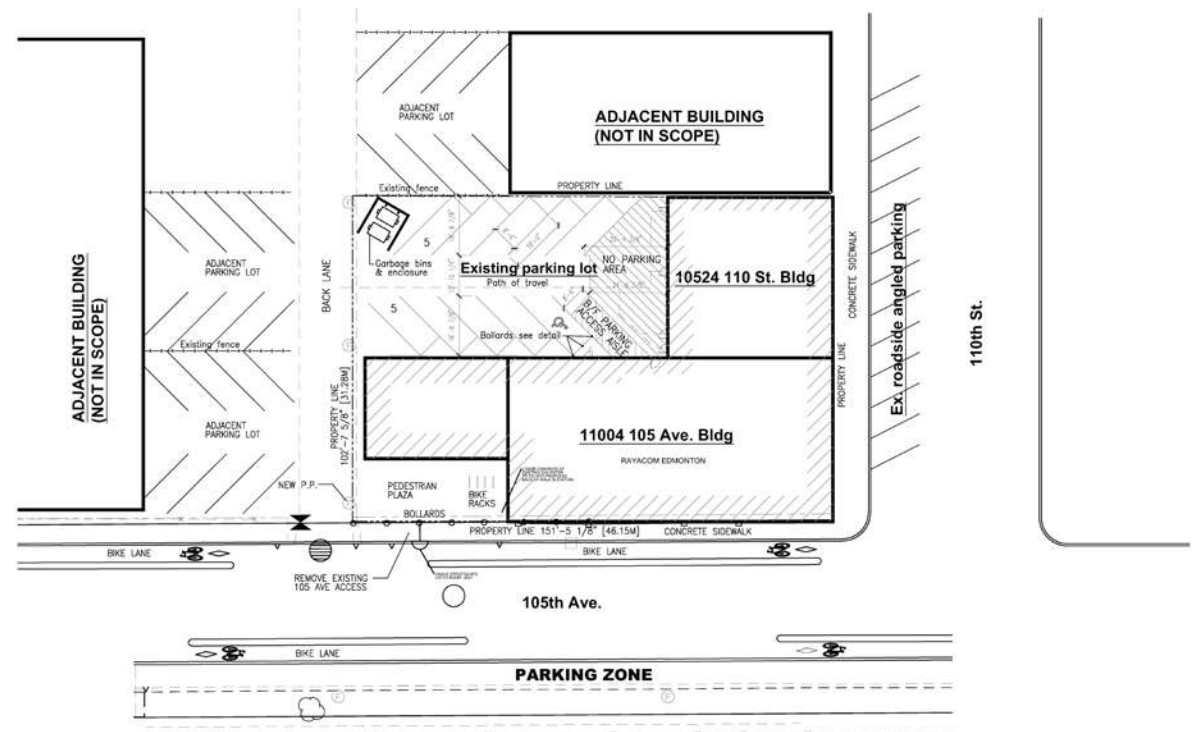 ADJACENT
PARKING LOT
ADJACENT BUILDING
(NOT IN SCOPE)
Existing fence
PROPERTY LINE
5
Garbage bins
& enclosure
Existing parking lot
Path of travel
NO PARKING
AREA
10524 110 St. Bldg
5
Bollards see detail
B/F PARKING
ACCESS AISLE
ADJACENT BUILDING
(NOT IN SCOPE)
ADJACENT
PARKING LOT
Existing fence
ADJACENT
PARKING LOT
BACK LANE
PROPERTY LINE
102'-7 5/8" [31.28M]
CONCRETE SIDEWALK
PROPERTY LINE
Ex. roadside angled parking
110th St.
11004 105 Ave. Bldg
RAYACOM EDMONTON
NEW P.P.
PEDESTRIAN
PLAZA
BIKE
RACKS
BOLLARDS
PROPERTY LINE 151'-5 1/8" [46.15M]
CONCRETE SIDEWALK
BIKE LANE
BIKE LANE
REMOVE EXISTING
105 AVE ACCESS
105th Ave.
BIKE LANE
PARKING ZONE
F
F